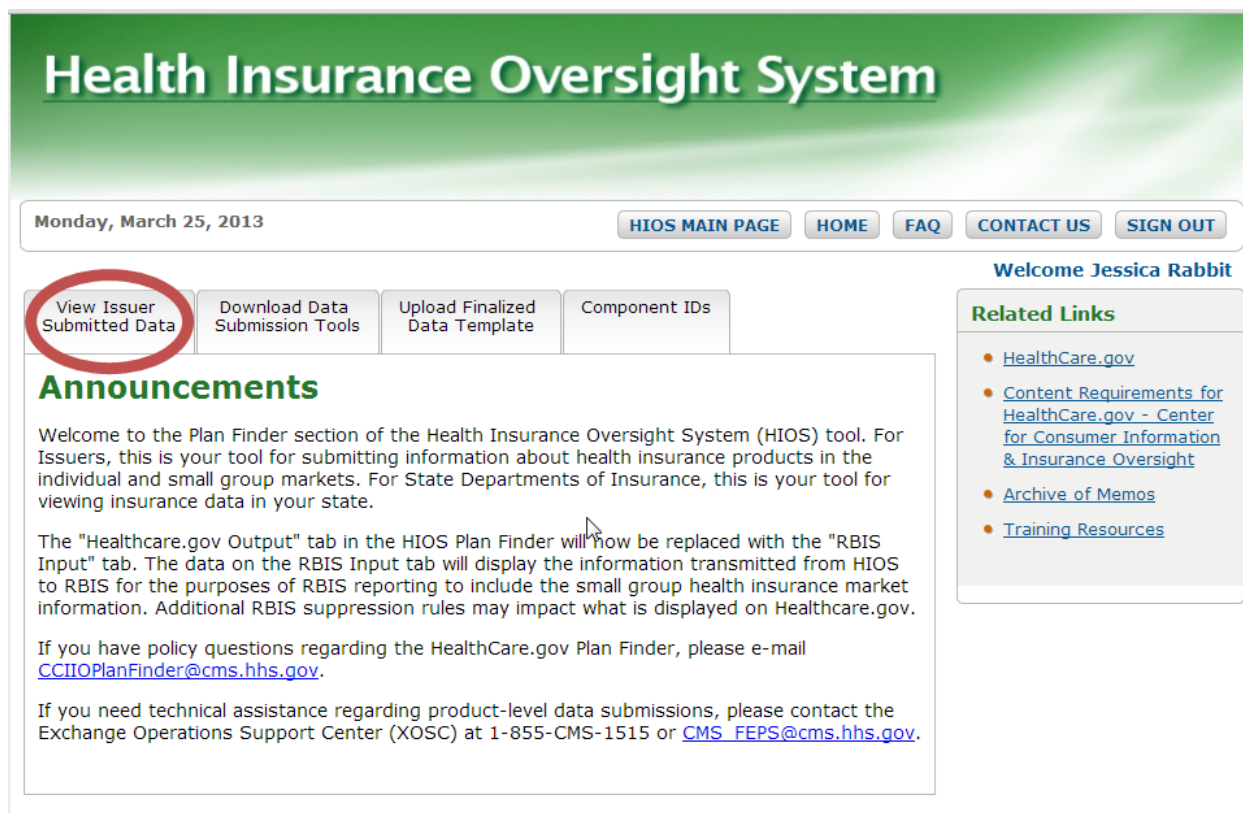 Health Insurance Oversight System
Monday, March 25, 2013
HIOS MAIN PAGE
HOME
FAQ
CONTACT US
SIGN OUT
Welcome Jessica Rabbit
View Issuer
Submitted Data
Download Data
Submission Tools
Upload Finalized
Data Template
Component IDs
Announcements
Welcome to the Plan Finder section of the Health Insurance Oversight System (HIOS) tool. For
Issuers, this is your tool for submitting information about health insurance products in the
individual and small group markets. For State Departments of Insurance, this is your tool for
viewing insurance data in your state.
The "Healthcare.gov Output" tab in the HIOS Plan Finder will now be replaced with the "RBIS
Input" tab. The data on the RBIS Input tab will display the information transmitted from HIOS
to RBIS for the purposes of RBIS reporting to include the small group health insurance market
information. Additional RBIS suppression rules may impact what is displayed on Healthcare.gov.
If you have policy questions regarding the HealthCare.gov Plan Finder, please e-mail
CCIIOPlanFinder@cms.hhs.gov.
If you need technical assistance regarding product-level data submissions, please contact the
Exchange Operations Support Center (XOSC) at 1-855-CMS-1515 or CMS_FEPS@cms.hhs.gov.
Related Links
HealthCare.gov
Content Requirements for
HealthCare.gov - Center
for Consumer Information
& Insurance Oversight
Archive of Memos
Training Resources